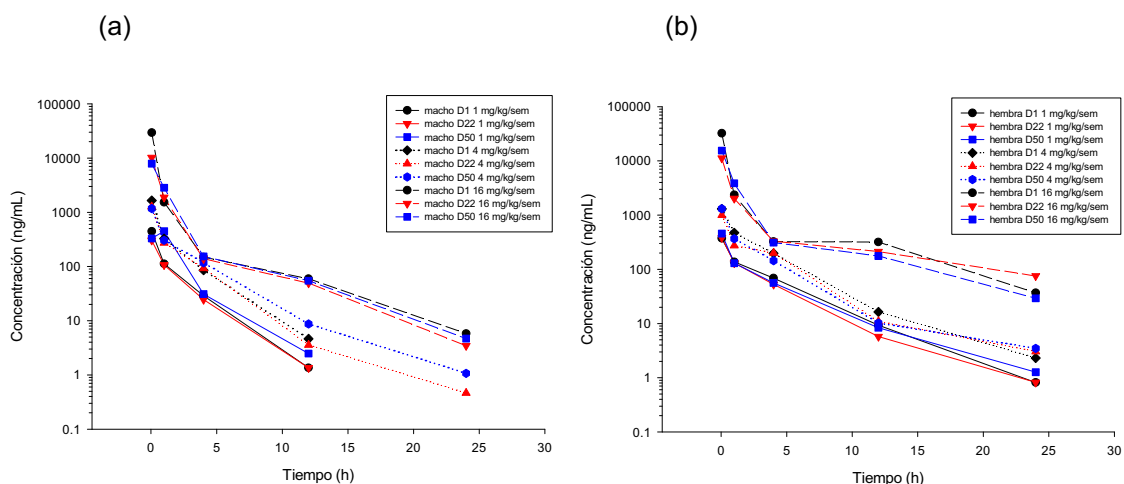 (a)
100000
10000
1000
100
10
1
0.1
Concentración (ng/mL)
0 5 10 15 20 25 30
Tiempo (h)
macho D1 1 mg/kg/sem
macho D22 1 mg/kg/sem
macho D50 1 mg/kg/sem
macho D1 4 mg/kg/sem
macho D22 4 mg/kg/sem
macho D50 4 mg/kg/sem
macho D1 16 mg/kg/sem
macho D22 16 mg/kg/sem
macho D50 16 mg/kg/sem
(b)
100000
10000
1000
100
10
1
0.1
Concentración (ng/mL)
0 5 10 15 20 25 30
Tiempo (h)
hembra D1 1 mg/kg/sem
hembra D22 1 mg/kg/sem
hembra D50 1 mg/kg/sem
hembra D1 4 mg/kg/sem
hembra D22 4 mg/kg/sem
hembra D50 4 mg/kg/sem
hembra D1 16 mg/kg/sem
hembra D22 16 mg/kg/sem
hembra D50 16 mg/kg/sem